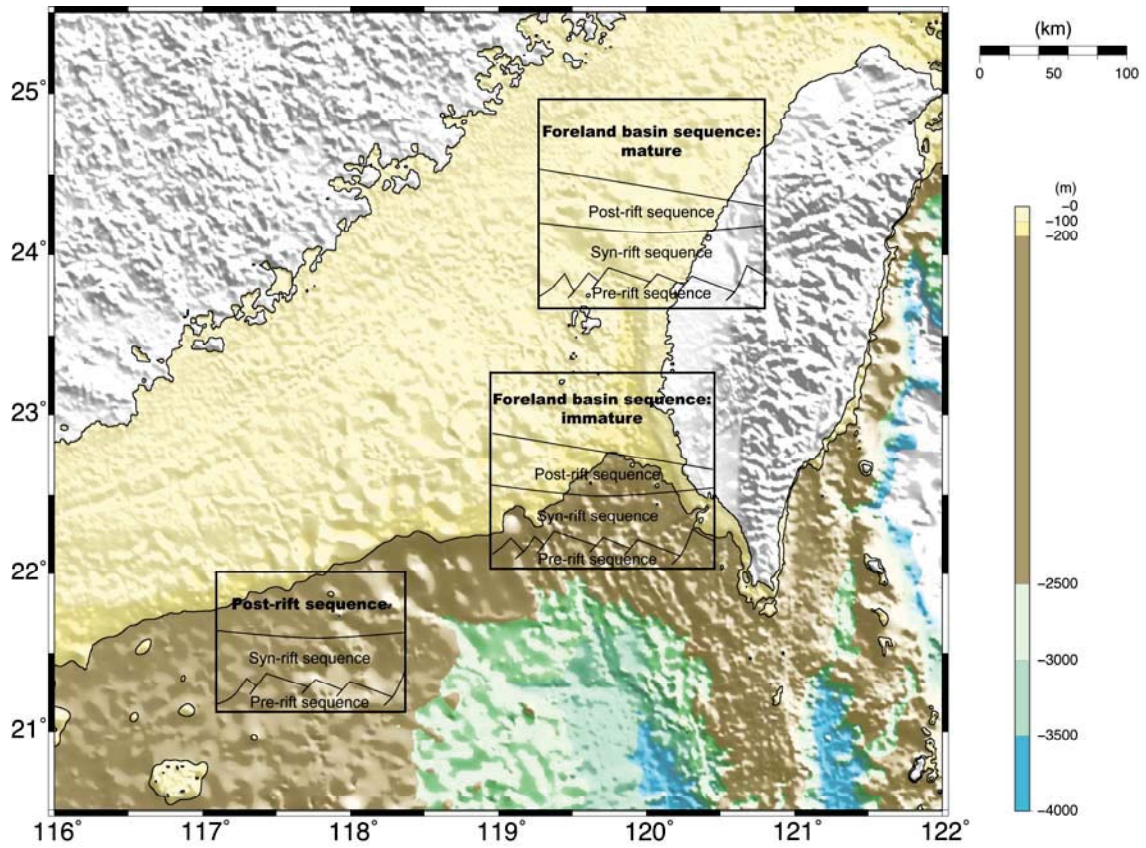 (km)
0 50 100
25°
24°
23°
22°
21°
116° 117° 118° 119° 120° 121° 122°
Foreland basin sequence:
mature
Post-rift sequence
Syn-rift sequence
Pre-rift sequence
Foreland basin sequence:
immature
Post-rift sequence
Syn-rift sequence
Pre-rift sequence
Post-rift sequence
Syn-rift sequence
Pre-rift sequence
(m)
−0
−100
−200
−2500
−3000
−3500
−4000